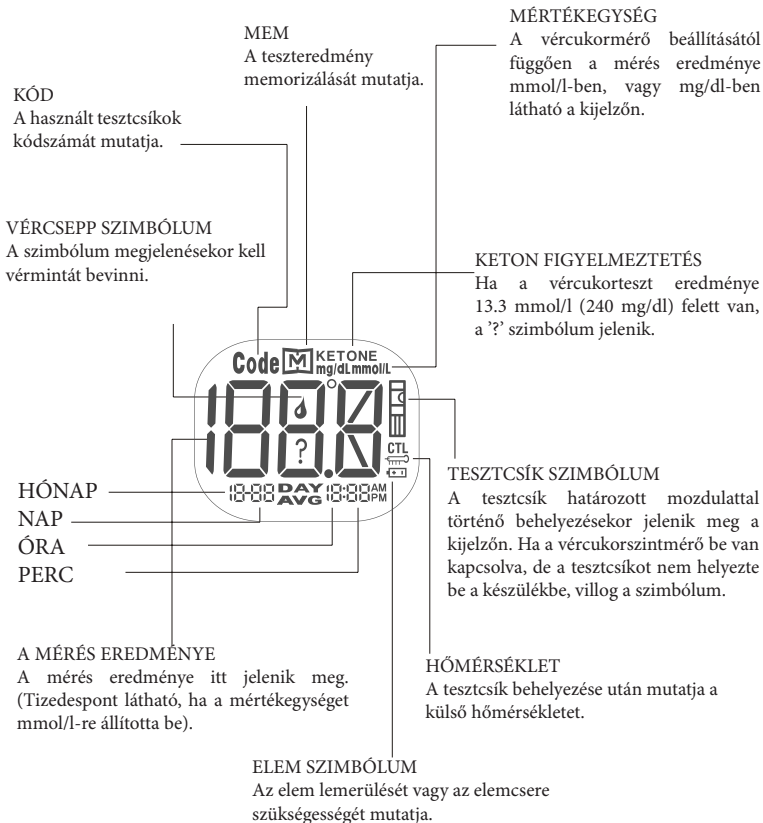 MEM
A teszteredmény
memorizálását mutatja.
MÉRTÉKEGYSÉG
A vércukormérő beállításától
függően a mérés eredménye
mmol/l-ben, vagy mg/dl-ben
látható a kijelzőn.
KÓD
A használt tesztcsíkok
kódszámát mutatja.
VÉRCSEPP SZIMBÓLUM
A szimbólum megjelenésekor kell
vérmintát bevinni.
KETON FIGYELMEZTETÉS
Ha a vércukorteszt eredménye
13.3 mmol/l (240 mg/dl) felett van,
a '?' szimbólum jelenik.
Code M KETONE
mg/dL mmol/L
188.8
?
CTL
18-88 DAY AVG 18:88 AM PM
HÓNAP
NAP
ÓRA
PERC
TESZTCSÍK SZIMBÓLUM
A tesztcsík határozott mozdulattal
történő behelyezésekor jelenik meg a
kijelzőn. Ha a vércukorszintmérő be van
kapcsolva, de a tesztcsíkot nem helyezte
be a készülékbe, villog a szimbólum.
A MÉRÉS EREDMÉNYE
A mérés eredménye itt jelenik meg.
(Tizedespont látható, ha a mértékegységet
mmol/l-re állította be).
HŐMÉRSÉKLET
A tesztcsík behelyezése után mutatja a
külső hőmérsékletet.
ELEM SZIMBÓLUM
Az elem lemerülését vagy az elemcsere
szükségességét mutatja.